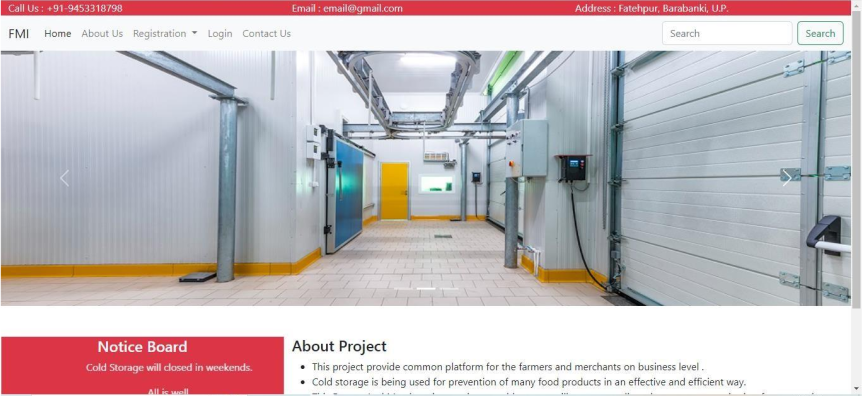 Call Us : +91-9453318798 Email : email@gmail.com Address : Fatehpur, Barabanki, U.P.
FMI Home About Us Registration Login Contact Us Search Search
Notice Board
Cold Storage will closed in weekends.
All is well
About Project
This project provide common platform for the farmers and merchants on business level .
Cold storage is being used for prevention of many food products in an effective and efficient way.